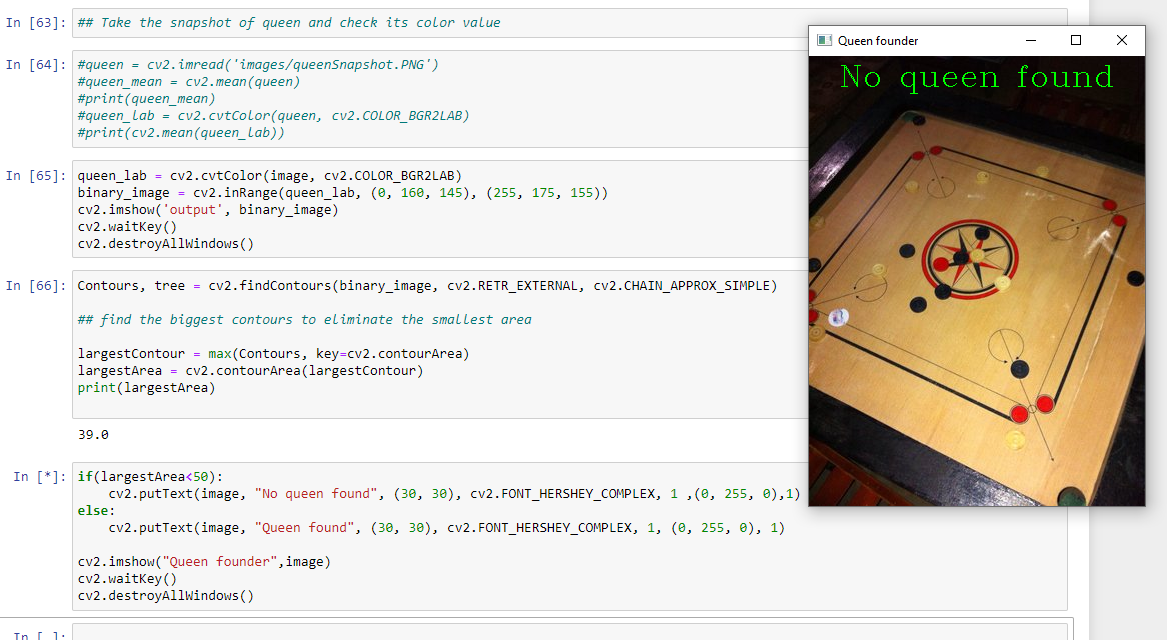 In [63]: ## Take the snapshot of queen and check its color value
In [64]: #queen = cv2.imread('images/queenSnapshot.PNG')
#queen_mean = cv2.mean(queen)
#print(queen_mean)
#queen_lab = cv2.cvtColor(queen, cv2.COLOR_BGR2LAB)
#print(cv2.mean(queen_lab))
In [65]: queen_lab = cv2.cvtColor(image, cv2.COLOR_BGR2LAB)
binary_image = cv2.inRange(queen_lab, (0, 160, 145), (255, 175, 155))
cv2.imshow('output', binary_image)
cv2.waitKey()
cv2.destroyAllWindows()
In [66]: Contours, tree = cv2.findContours(binary_image, cv2.RETR_EXTERNAL, cv2.CHAIN_APPROX_SIMPLE)
## find the biggest contours to eliminate the smallest area
largestContour = max(Contours, key=cv2.contourArea)
largestArea = cv2.contourArea(largestContour)
print(largestArea)
39.0
In [*]: if(largestArea<50):
cv2.putText(image, "No queen found", (30, 30), cv2.FONT_HERSHEY_COMPLEX, 1 ,(0, 255, 0),1)
else:
cv2.putText(image, "Queen found", (30, 30), cv2.FONT_HERSHEY_COMPLEX, 1, (0, 255, 0), 1)
cv2.imshow("Queen founder",image)
cv2.waitKey()
cv2.destroyAllWindows()
In [ ]:
Queen founder
No queen found